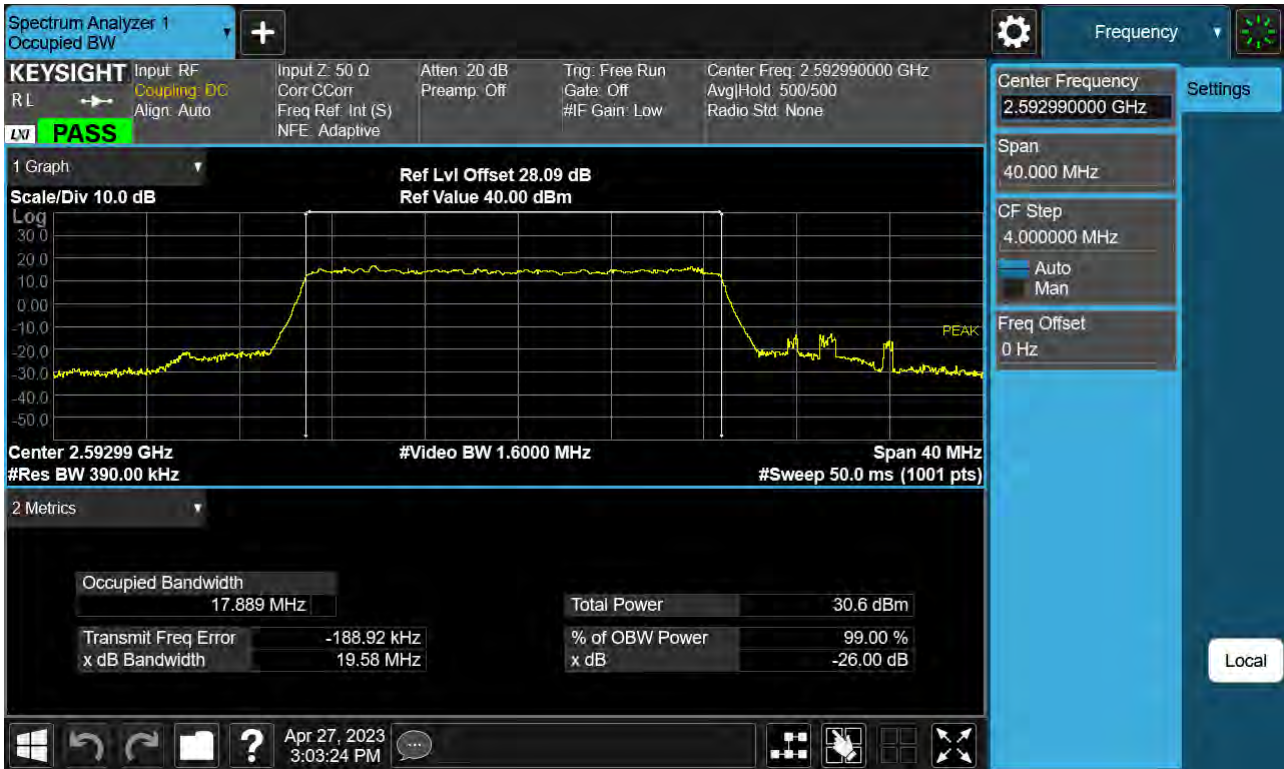 Spectrum Analyzer 1
Occupied BW
Frequency
KEYSIGHT
R L
LXI PASS
Input: RF
Coupling: DC
Align: Auto
Input Z: 50 Ω
Corr CCorr
Freq Ref: Int (S)
NFE: Adaptive
Atten: 20 dB
Preamp: Off
Trig: Free Run
Gate: Off
#IF Gain: Low
Center Freq: 2.592990000 GHz
Avg|Hold: 500/500
Radio Std: None
1 Graph
Scale/Div 10.0 dB
Ref Lvl Offset 28.09 dB
Ref Value 40.00 dBm
Log
30.0
20.0
10.0
0.00
-10.0
-20.0
-30.0
-40.0
-50.0
PEAK
Center 2.59299 GHz
#Video BW 1.6000 MHz
Span 40 MHz
#Res BW 390.00 kHz
#Sweep 50.0 ms (1001 pts)
2 Metrics
Occupied Bandwidth
17.889 MHz
Transmit Freq Error -188.92 kHz
x dB Bandwidth 19.58 MHz
Total Power 30.6 dBm
% of OBW Power 99.00 %
x dB -26.00 dB
Center Frequency
2.592990000 GHz
Span
40.000 MHz
CF Step
4.000000 MHz
Auto
Man
Freq Offset
0 Hz
Settings
Local
?
Apr 27, 2023
3:03:24 PM